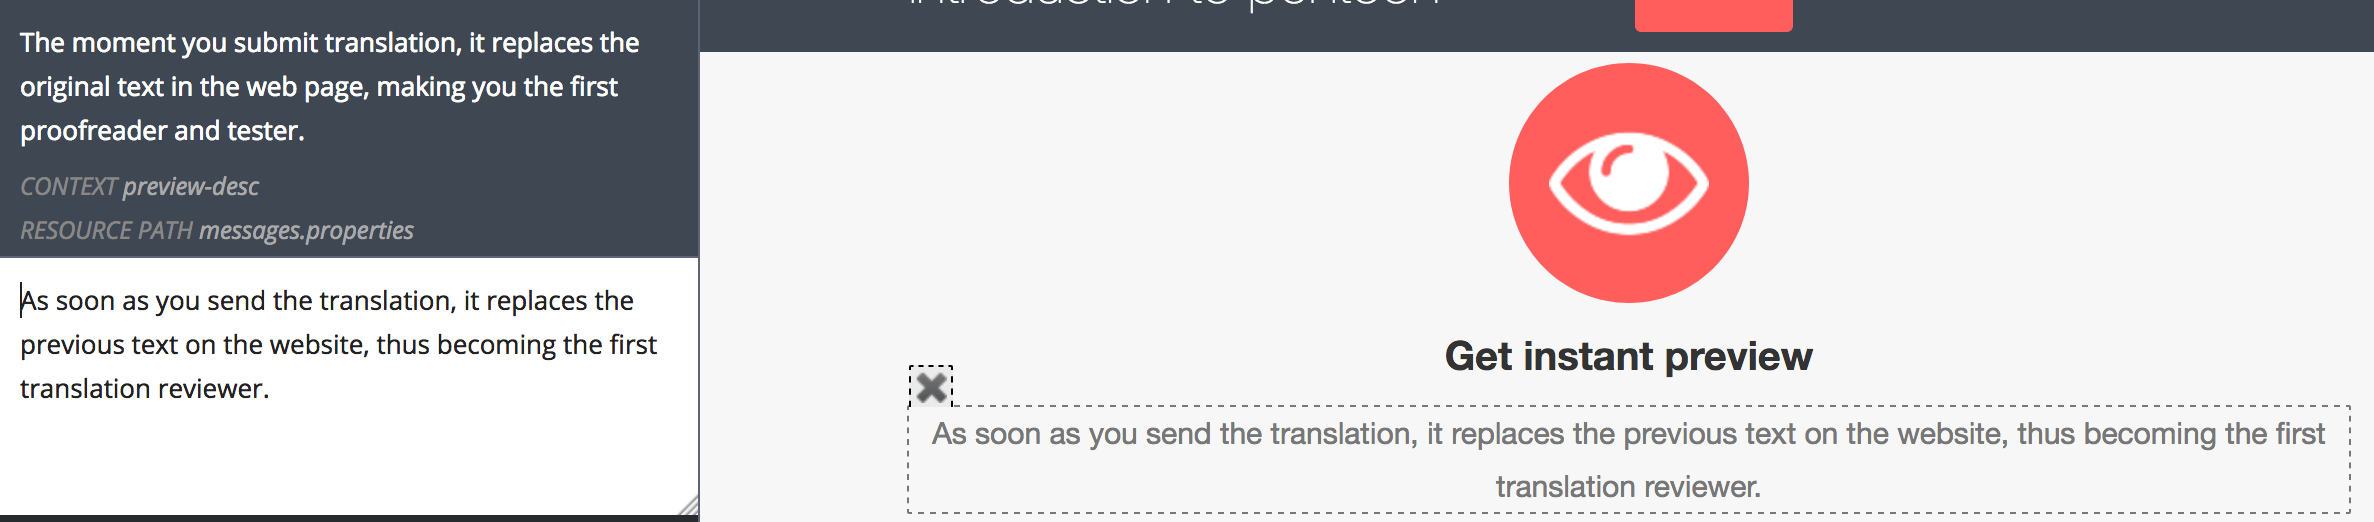 The moment you submit translation, it replaces the
original text in the web page, making you the first
proofreader and tester.
CONTEXT preview-desc
RESOURCE PATH messages.properties
As soon as you send the translation, it replaces the
previous text on the website, thus becoming the first
translation reviewer.
introduction to pontoon
Get instant preview
As soon as you send the translation, it replaces the previous text on the website, thus becoming the first
translation reviewer.